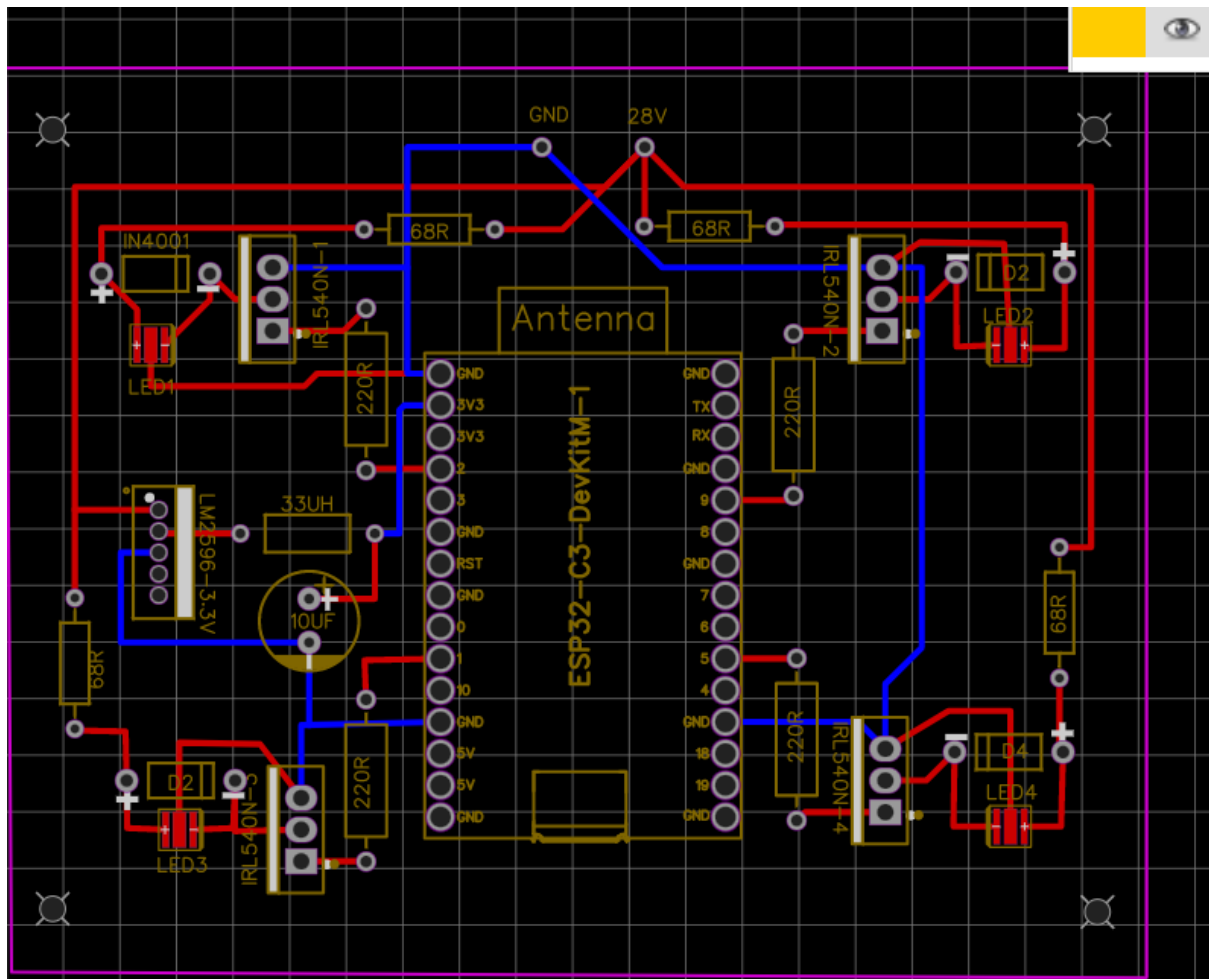 GND
28V
68R
68R
IN4001
IRL540N-1
LED1
220R
IRL540N-2
D2
LED2
220R
Antenna
ESP32-C3-DevKitM-1
GND
3V3
3V3
2
3
GND
RST
GND
0
1
10
GND
5V
5V
GND
GND
TX
RX
GND
9
8
GND
7
6
5
4
GND
18
19
GND
33UH
LM2596-3.3V
10UF
68R
68R
D2
LED3
IRL540N-3
220R
220R
IRL540N-4
D4
LED4